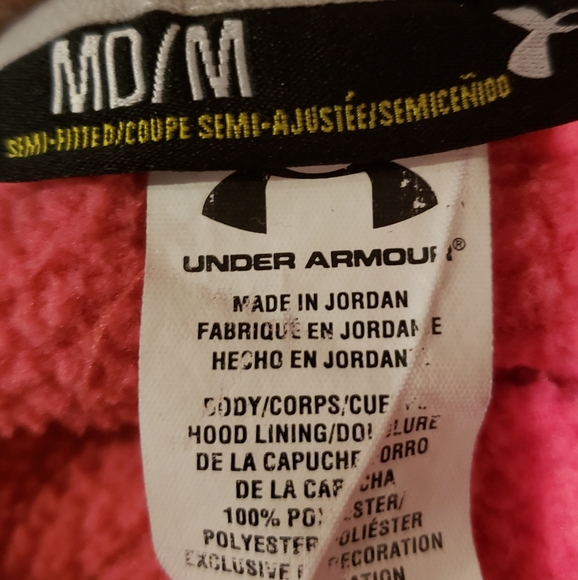 MD/M
SEMI-FITTED/COUPE SEMI-AJUSTÉE/SEMICEÑIDO
UNDER ARMOUR®
MADE IN JORDAN
FABRIQUÉ EN JORDANIE
HECHO EN JORDANIA.
BODY/CORPS/CUERPO
HOOD LINING/DOUBLURE
DE LA CAPUCHE FORRO
DE LA CAPUCHA
100% POLYESTER/
POLYESTER POLIÉSTER
EXCLUSIVE DECORATION